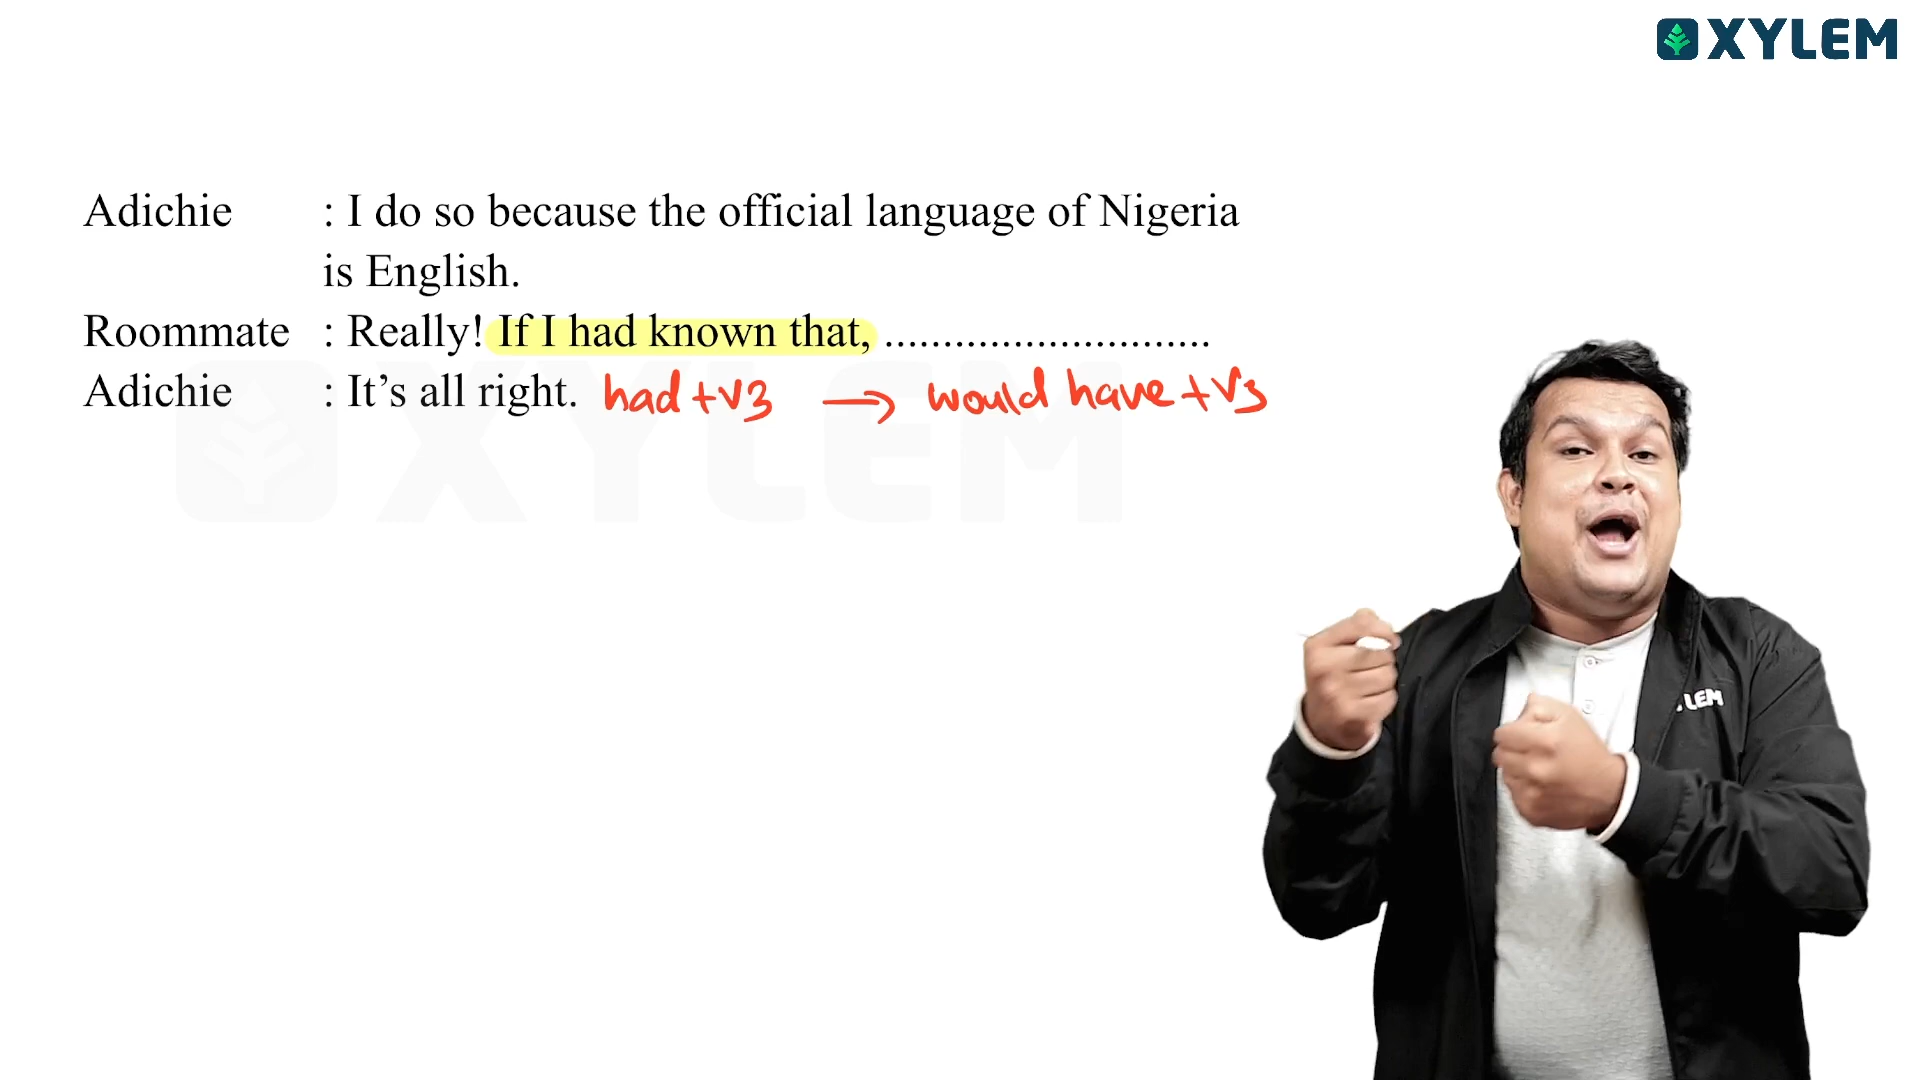 XYLEM
Adichie : I do so because the official language of Nigeria
is English.
Roommate : Really! If I had known that, ............................
Adichie : It’s all right. had +v3 → would have +v3
XYLEM
LEM